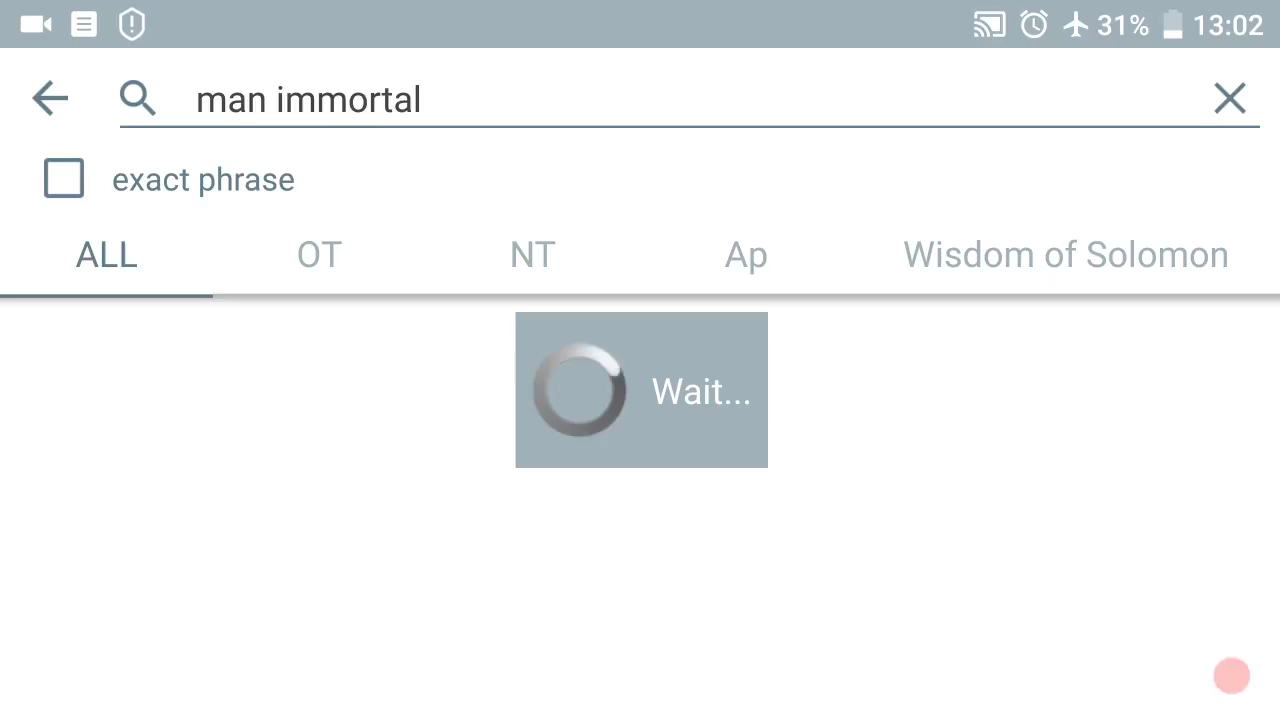 31% 13:02
man immortal
exact phrase
ALL OT NT Ap Wisdom of Solomon
Wait...